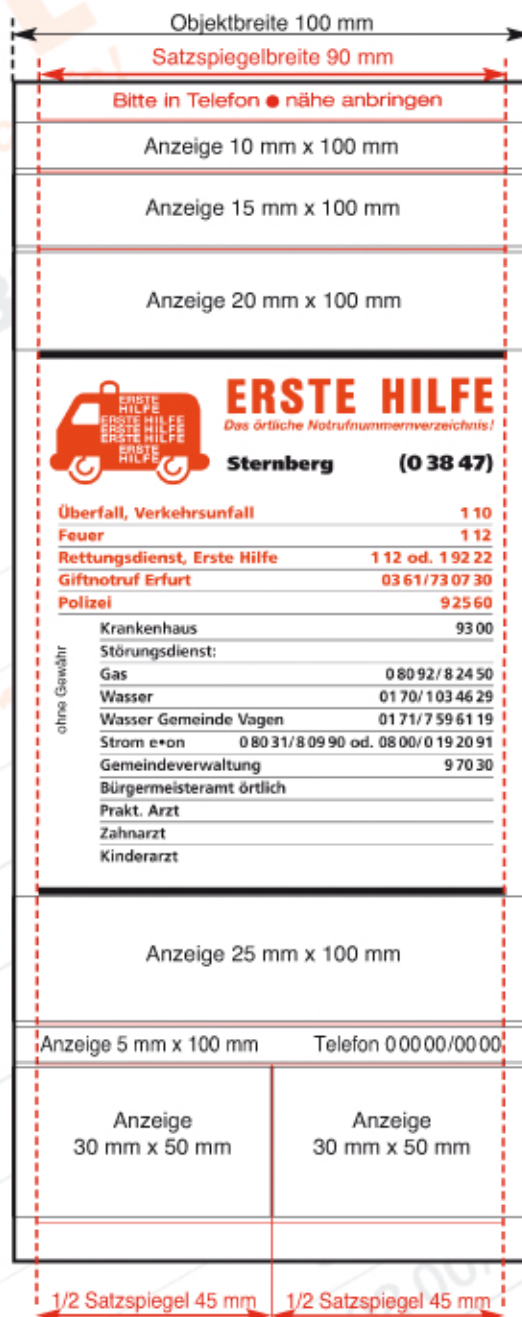 Objektbreite 100 mm
Satzspiegelbreite 90 mm
Bitte in Telefon ● nähe anbringen
Anzeige 10 mm x 100 mm
Anzeige 15 mm x 100 mm
Anzeige 20 mm x 100 mm
ERSTE
HILFE
ERSTE HILFE
ERSTE HILFE
ERSTE HILFE
ERSTE
HILFE
ERSTE HILFE
Das örtliche Notrufnummernverzeichnis!
Sternberg (0 38 47)
Überfall, Verkehrsunfall 1 10
Feuer 1 12
Rettungsdienst, Erste Hilfe 1 12 od. 1 92 22
Giftnotruf Erfurt 03 61/73 07 30
Polizei 9 25 60
ohne Gewähr
Krankenhaus 93 00
Störungsdienst:
Gas 0 80 92/8 24 50
Wasser 01 70/1 03 46 29
Wasser Gemeinde Vagen 01 71/7 59 61 19
Strom e•on 0 80 31/8 09 90 od. 08 00/0 19 20 91
Gemeindeverwaltung 9 70 30
Bürgermeisteramt örtlich
Prakt. Arzt
Zahnarzt
Kinderarzt
Anzeige 25 mm x 100 mm
Anzeige 5 mm x 100 mm Telefon 0 00 00/00 00
Anzeige
30 mm x 50 mm
Anzeige
30 mm x 50 mm
1/2 Satzspiegel 45 mm 1/2 Satzspiegel 45 mm